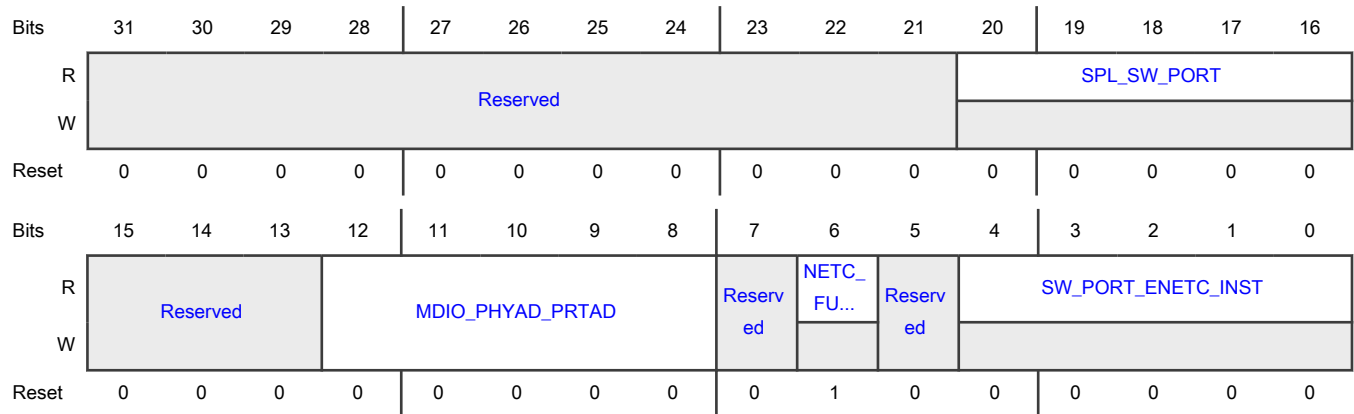 Bits 31 30 29 28 27 26 25 24 23 22 21 20 19 18 17 16
R Reserved SPL_SW_PORT
W
Reset 0 0 0 0 0 0 0 0 0 0 0 0 0 0 0 0
Bits 15 14 13 12 11 10 9 8 7 6 5 4 3 2 1 0
R Reserved MDIO_PHYAD_PRTAD Reserv
ed NETC_
FU... Reserv
ed SW_PORT_ENETC_INST
W
Reset 0 0 0 0 0 0 0 0 0 1 0 0 0 0 0 0